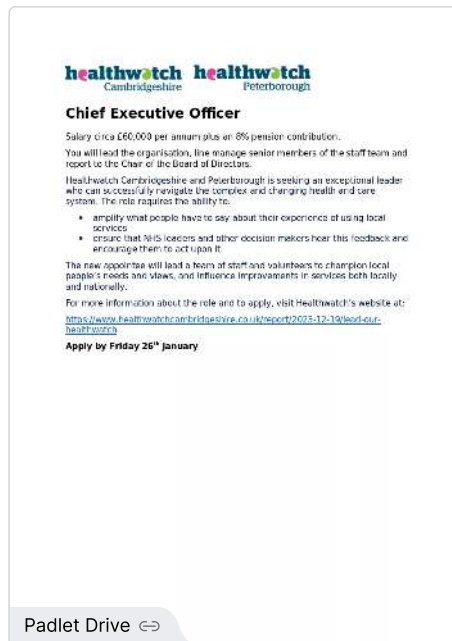 healthwatch healthwatch
Cambridgeshire Peterborough
Chief Executive Officer
Salary circa £60,000 per annum plus an 8% pension contribution.
You will lead the organisation, line manage senior members of the staff team and
report to the Chair of the Board of Directors.
Healthwatch Cambridgeshire and Peterborough is seeking an exceptional leader
who can successfully navigate the complex and changing health and care
system. The role requires the ability to:
• amplify what people have to say about their experience of using local
services
• ensure that NHS leaders and other decision makers hear this feedback and
encourage them to act upon it
The new appointee will lead a team of staff and volunteers to champion local
people's needs and views, and influence improvements in services both locally
and nationally.
For more information about the role and to apply, visit Healthwatch's website at:
https://www.healthwatchcambridgeshire.co.uk/report/2023-12-19/lead-our-
healthwatch
Apply by Friday 26th January
Padlet Drive